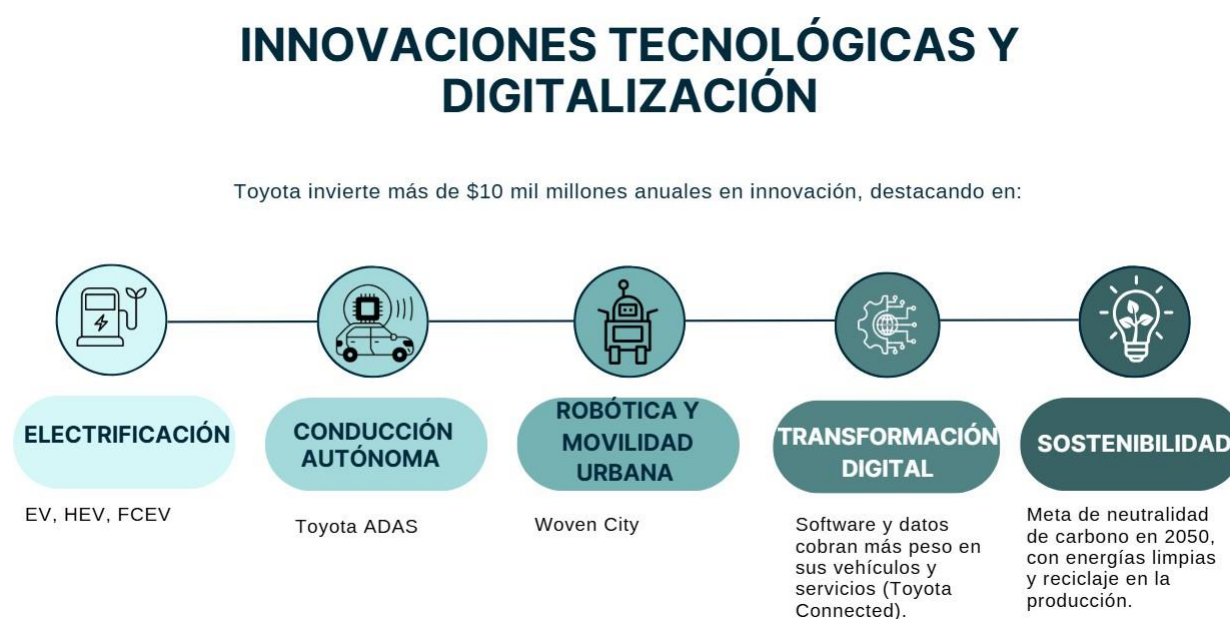 INNOVACIONES TECNOLÓGICAS Y
DIGITALIZACIÓN
Toyota invierte más de $10 mil millones anuales en innovación, destacando en:
ELECTRIFICACIÓN
EV, HEV, FCEV
CONDUCCIÓN
AUTÓNOMA
Toyota ADAS
ROBÓTICA Y
MOVILIDAD
URBANA
Woven City
TRANSFORMACIÓN
DIGITAL
Software y datos
cobran más peso en
sus vehículos y
servicios (Toyota
Connected).
SOSTENIBILIDAD
Meta de neutralidad
de carbono en 2050,
con energías limpias
y reciclaje en la
producción.